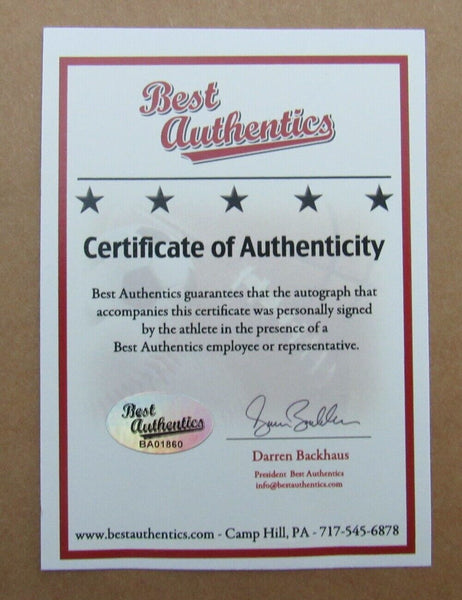 Best
Authentics
Certificate of Authenticity
Best Authentics guarantees that the autograph that
accompanies this certificate was personally signed
by the athlete in the presence of a
Best Authentics employee or representative.
Best
Authentics
BA01860
Darren Backhaus
President Best Authentics
info@bestauthentics.com
www.bestauthentics.com - Camp Hill, PA - 717-545-6878